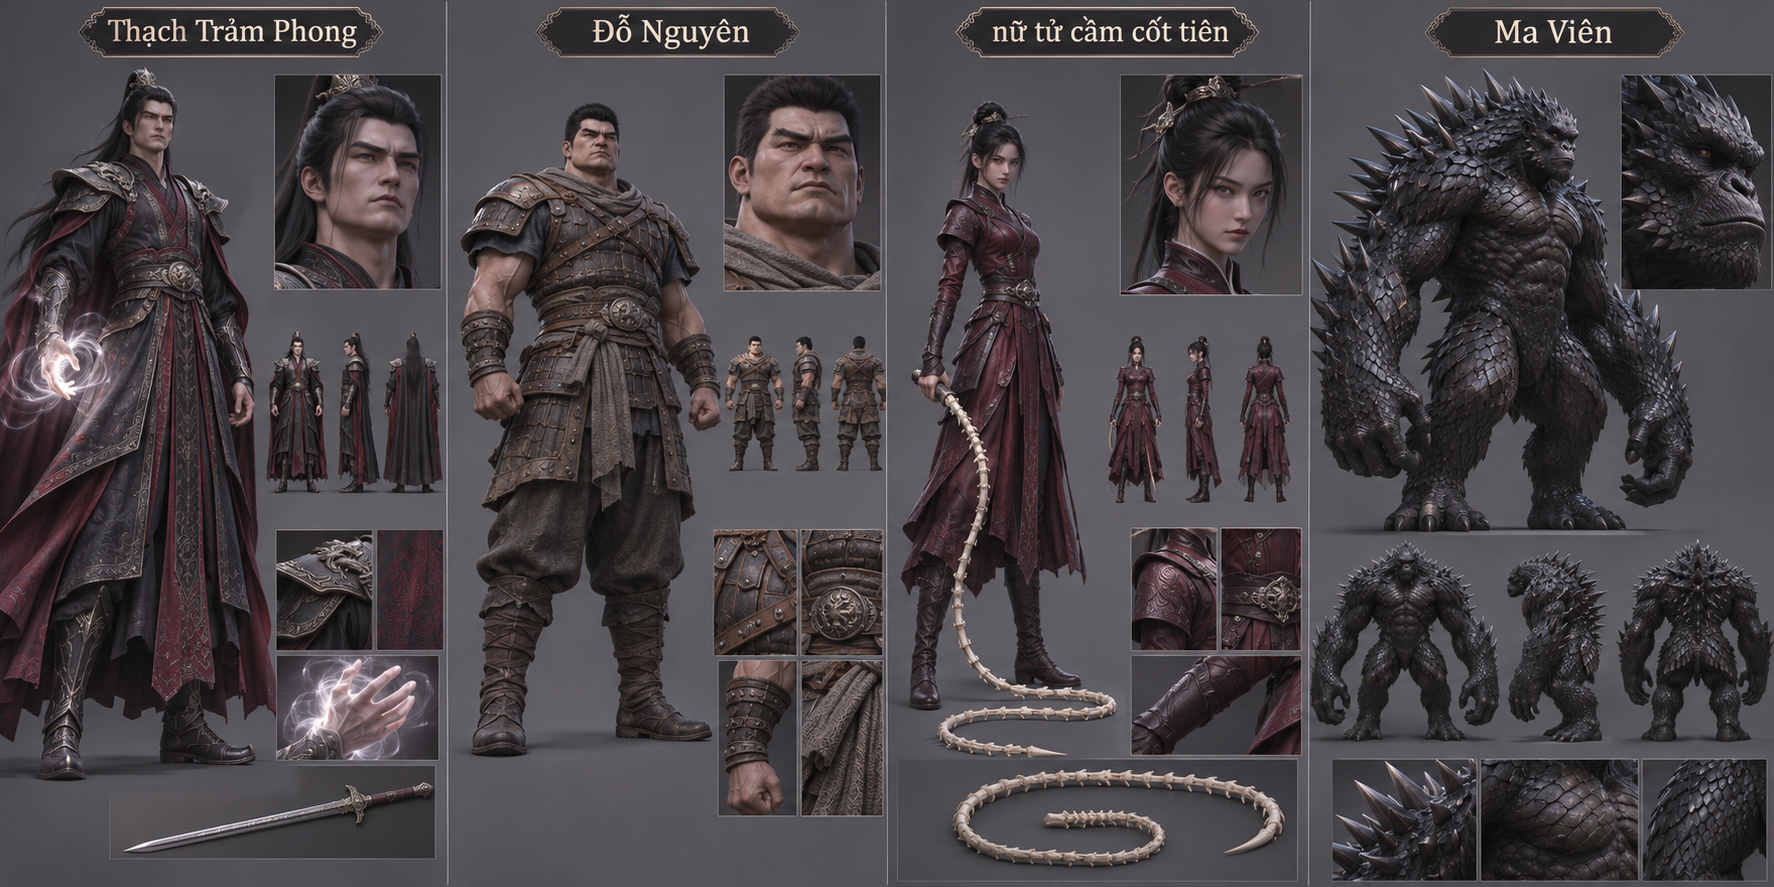 Thạch Trảm Phong
Đỗ Nguyên
nữ tử cầm cốt tiên
Ma Viên